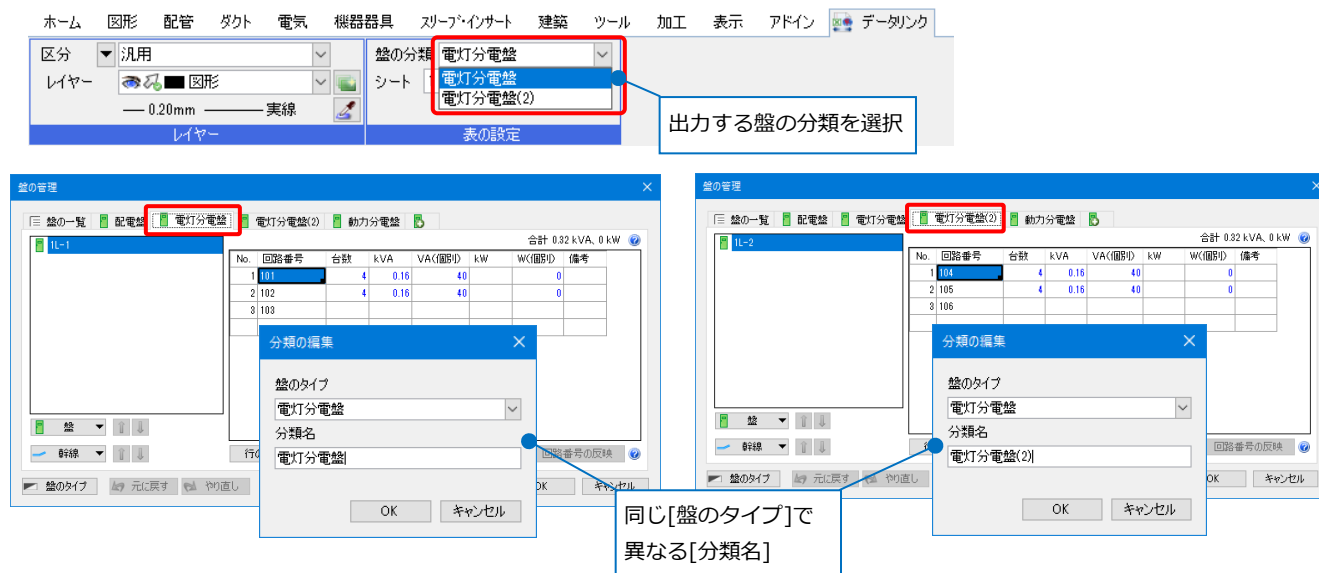 ホーム 図形 配管 ダクト 電気 機器器具 スリーブ・インサート 建築 ツール 加工 表示 アドイン データリンク
区分 汎用 盤の分類 電灯分電盤
レイヤー 図形 シート 電灯分電盤
0.20mm 実線 電灯分電盤(2)
レイヤー 表の設定
出力する盤の分類を選択
盤の管理
盤の一覧 配電盤 電灯分電盤 電灯分電盤(2) 動力分電盤
1L-1 合計 0.32 kVA、0 kW
No. 回路番号 台数 kVA VA(個別) kW W(個別) 備考
1 101 4 0.16 40 0
2 102 4 0.16 40 0
3 103
分類の編集
盤のタイプ
電灯分電盤
分類名
電灯分電盤
OK キャンセル
盤
幹線 回路番号の反映
盤のタイプ 元に戻す やり直し キャンセル
盤の管理
盤の一覧 配電盤 電灯分電盤 電灯分電盤(2) 動力分電盤
1L-2 合計 0.32 kVA、0 kW
No. 回路番号 台数 kVA VA(個別) kW W(個別) 備考
1 104 4 0.16 40 0
2 105 4 0.16 40 0
3 106
分類の編集
盤のタイプ
電灯分電盤
分類名
電灯分電盤(2)
OK キャンセル
盤
幹線 回路番号の反映
盤のタイプ 元に戻す やり直し OK キャンセル
同じ[盤のタイプ]で
異なる[分類名]